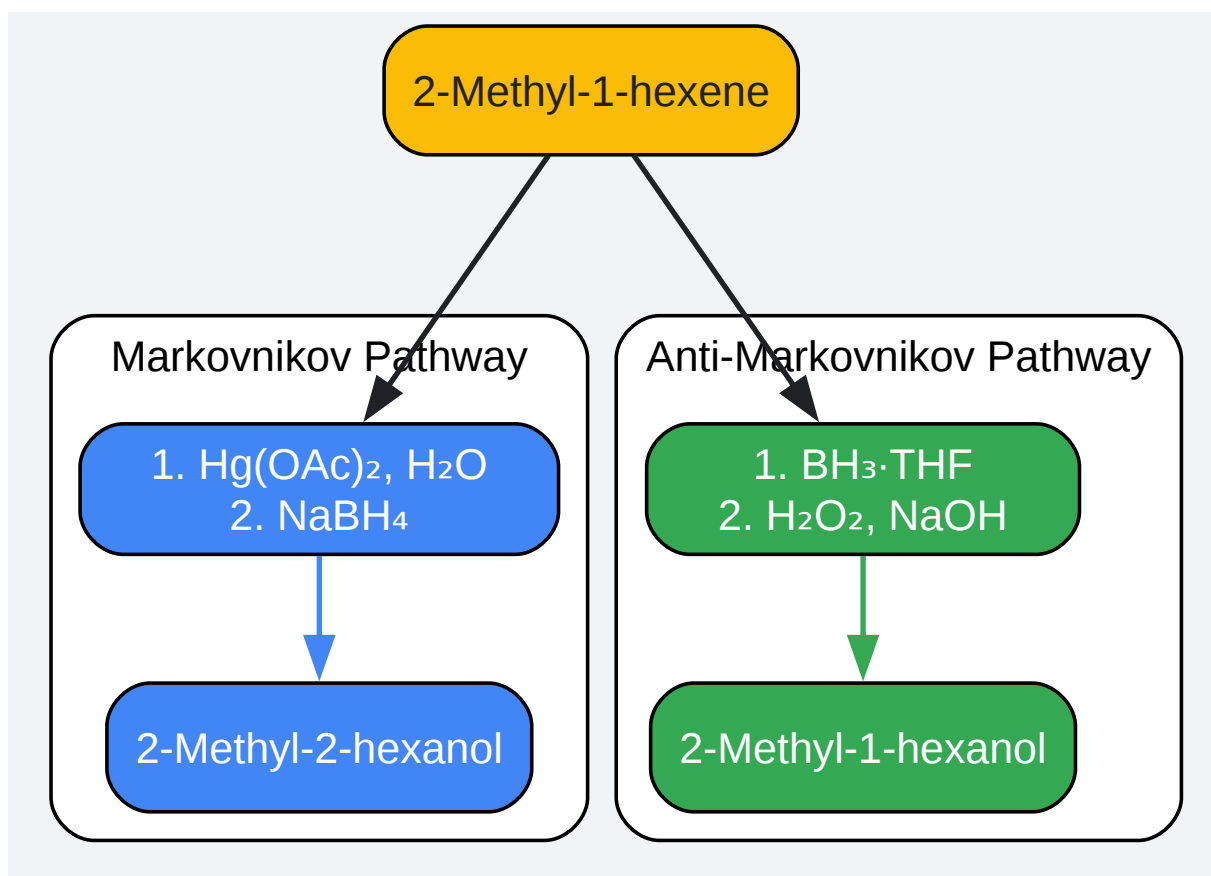 2-Methyl-1-hexene
Markovnikov Pathway
1. Hg(OAc)₂, H₂O
2. NaBH₄
2-Methyl-2-hexanol
Anti-Markovnikov Pathway
1. BH₃·THF
2. H₂O₂, NaOH
2-Methyl-1-hexanol